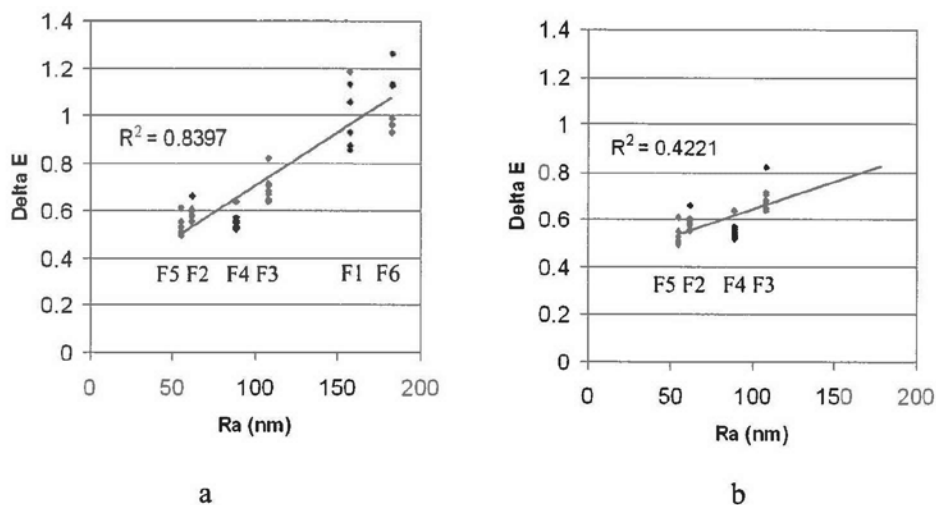 1.4
1.2
1
0.8
0.6
0.4
0.2
0
Delta E
R² = 0.8397
F5 F2 F4 F3 F1 F6
0 50 100 150 200
Ra (nm)
a
1.4
1.2
1
0.8
0.6
0.4
0.2
0
Delta E
R² = 0.4221
F5 F2 F4 F3
0 50 100 150 200
Ra (nm)
b